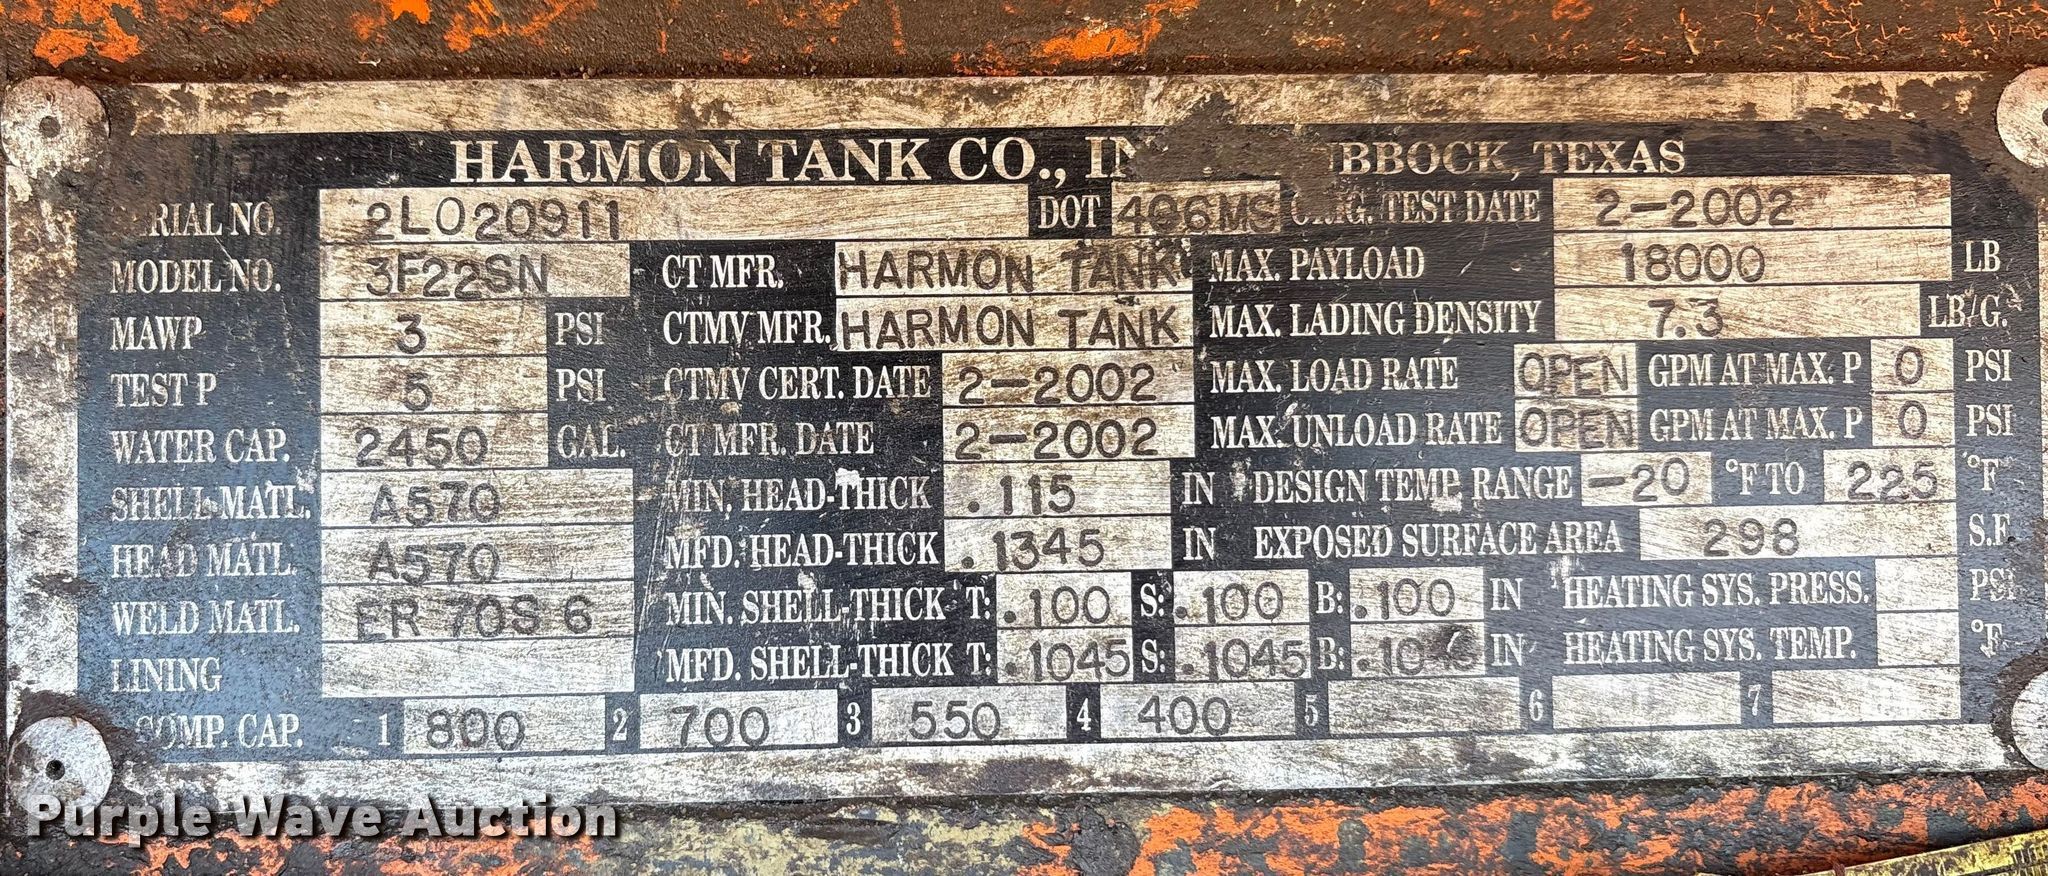 HARMON TANK CO., IN BBOCK, TEXAS
RIAL NO. 2L020911 DOT 406MS ORIG. TEST DATE 2-2002
MODEL NO. 3F22SN CT MFR. HARMON TANK MAX. PAYLOAD 18000 LB
MAWP 3 PSI CTMV MFR. HARMON TANK MAX. LADING DENSITY 7.3 LB/G.
TEST P 5 PSI CTMV CERT. DATE 2-2002 MAX. LOAD RATE OPEN GPM AT MAX. P 0 PSI
WATER CAP. 2450 GAL. CT MFR. DATE 2-2002 MAX. UNLOAD RATE OPEN GPM AT MAX. P 0 PSI
SHELL MATL. A570 MIN. HEAD-THICK .115 IN DESIGN TEMP. RANGE -20 °F TO 225 °F
HEAD MATL. A570 MFD. HEAD-THICK .1345 IN EXPOSED SURFACE AREA 298 S.F.
WELD MATL. ER 70S 6 MIN. SHELL-THICK T: .100 S: .100 B: .100 IN HEATING SYS. PRESS. PSI
LINING MFD. SHELL-THICK T: .1045 S: .1045 B: .1045 IN HEATING SYS. TEMP. °F.
COMP. CAP. 1 800 2 700 3 550 4 400 5 6 7
Purple Wave Auction